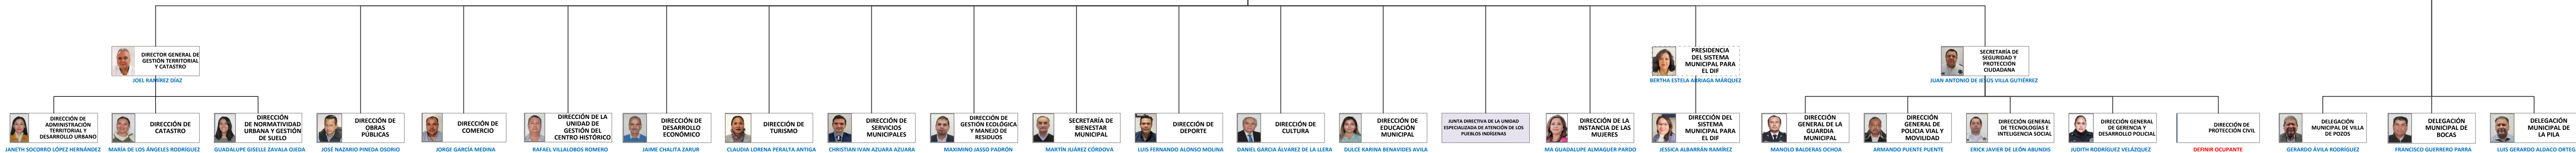 DIRECTOR GENERAL DE
GESTIÓN TERRITORIAL
Y CATASTRO
JOEL RAMÍREZ DÍAZ
PRESIDENCIA
DEL SISTEMA
MUNICIPAL PARA
EL DIF
BERTHA ESTELA ARRIAGA MÁRQUEZ
SECRETARÍA DE
SEGURIDAD Y
PROTECCIÓN
CIUDADANA
JUAN ANTONIO DE JESÚS VILLA GUTIÉRREZ
DIRECCIÓN DE
ADMINISTRACIÓN
TERRITORIAL Y
DESARROLLO URBANO
JANETH SOCORRO LÓPEZ HERNÁNDEZ
DIRECCIÓN DE
CATASTRO
MARÍA DE LOS ÁNGELES RODRÍGUEZ
DIRECCIÓN
DE NORMATIVIDAD
URBANA Y GESTIÓN
DE SUELO
GUADALUPE GISELLE ZAVALA OJEDA
DIRECCIÓN DE
OBRAS
PÚBLICAS
JOSÉ NAZARIO PINEDA OSORIO
DIRECCIÓN DE
COMERCIO
JORGE GARCÍA MEDINA
DIRECCIÓN DE LA
UNIDAD DE
GESTIÓN DEL
CENTRO HISTÓRICO
RAFAEL VILLALOBOS ROMERO
DIRECCIÓN DE
DESARROLLO
ECONÓMICO
JAIME CHALITA ZARUR
DIRECTIVA DE
TURISMO
CLAUDIA LORENA PERALTA ANTIGA
DIRECCIÓN DE
SERVICIOS
MUNICIPALES
CHRISTIAN IVAN AZUARA AZUARA
DIRECCIÓN DE
GESTIÓN ECOLÓGICA
Y MANEJO DE
RESIDUOS
MAXIMINO JASSO PADRÓN
SECRETARÍA DE
BIENESTAR
MUNICIPAL
MARTÍN JUÁREZ CÓRDOVA
DIRECCIÓN DE
DEPORTE
LUIS FERNANDO ALONSO MOLINA
DIRECCIÓN DE
CULTURA
DANIEL GARCIA ÁLVAREZ DE LA LLERA
DIRECCIÓN DE
EDUCACIÓN
MUNICIPAL
DULCE KARINA BENAVIDES AVILA
JUNTA DIRECTIVA DE LA UNIDAD
ESPECIALIZADA DE ATENCIÓN DE LOS
PUEBLOS INDÍGENAS
DIRECCIÓN DE LA
INSTANCIA DE LAS
MUJERES
MA GUADALUPE ALMAGUER PARDO
DIRECCIÓN DEL
SISTEMA
MUNICIPAL PARA
EL DIF
JESSICA ALBARRÁN RAMÍREZ
DIRECCIÓN
GENERAL DE LA
GUARDIA
MUNICIPAL
MANOLO BALDERAS OCHOA
DIRECCIÓN
GENERAL DE
POLICIA VIAL Y
MOVILIDAD
ARMANDO PUENTE PUENTE
DIRECCIÓN GENERAL
DE TECNOLOGÍAS E
INTELIGENCIA SOCIAL
ERICK JAVIER DE LEÓN ABUNDIS
DIRECCIÓN GENERAL
DE GERENCIA Y
DESARROLLO POLICIAL
JUDITH RODRÍGUEZ VELÁZQUEZ
DIRECCIÓN DE
PROTECCIÓN CIVIL
DEFINIR OCUPANTE
DELEGACIÓN
MUNICIPAL DE VILLA
DE POZOS
GERARDO ÁVILA RODRÍGUEZ
DELEGACIÓN
MUNICIPAL DE
BOCAS
FRANCISCO GUERRERO PARRA
DELEGACIÓN
MUNICIPAL DE
LA PILA
LUIS GERARDO ALDACO ORTEGA